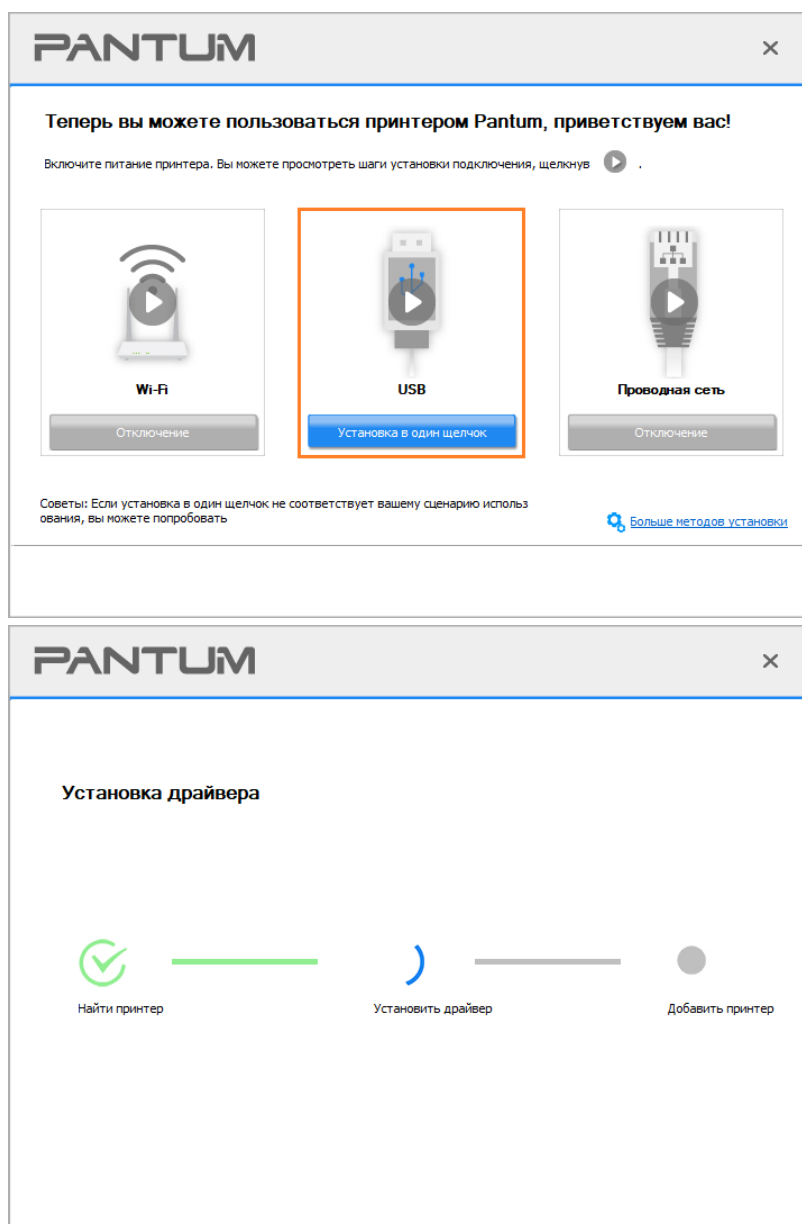 PANTUM
Теперь вы можете пользоваться принтером Pantum, приветствуем вас!
Включите питание принтера. Вы можете просмотреть шаги установки подключения, щелкнув .
Wi-Fi
USB
Проводная сеть
Отключение
Установка в один щелчок
Отключение
Советы: Если установка в один щелчок не соответствует вашему сценарию использ
ования, вы можете попробовать
Больше методов установки
PANTUM
Установка драйвера
Найти принтер
Установить драйвер
Добавить принтер